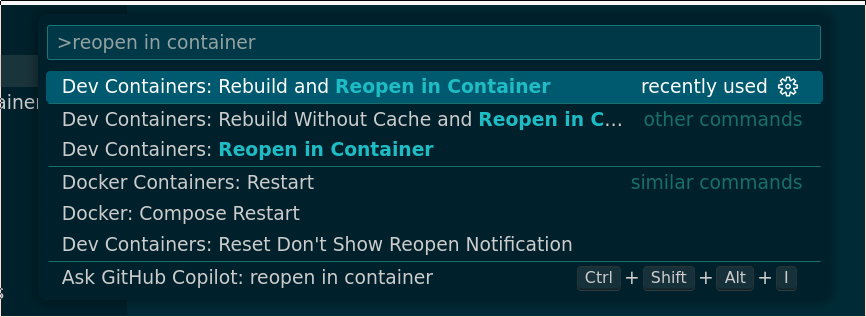 >reopen in container
Dev Containers: Rebuild and Reopen in Container recently used
ainer
Dev Containers: Rebuild Without Cache and Reopen in C... other commands
Dev Containers: Reopen in Container
Docker Containers: Restart similar commands
Docker: Compose Restart
Dev Containers: Reset Don't Show Reopen Notification
Ask GitHub Copilot: reopen in container Ctrl + Shift + Alt + I